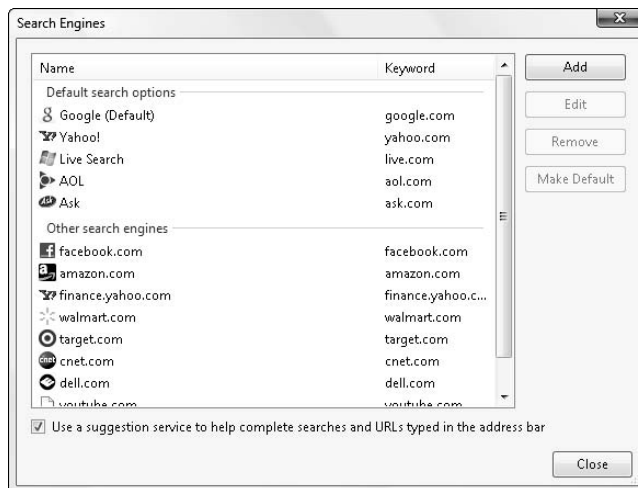 Search Engines
Name Keyword
Default search options
Google (Default) google.com
Yahoo! yahoo.com
Live Search live.com
AOL aol.com
Ask ask.com
Other search engines
facebook.com facebook.com
amazon.com amazon.com
finance.yahoo.com finance.yahoo.c...
walmart.com walmart.com
target.com target.com
cnet.com cnet.com
dell.com dell.com
youtube.com youtube.com
Use a suggestion service to help complete searches and URLs typed in the address bar
Add
Edit
Remove
Make Default
Close